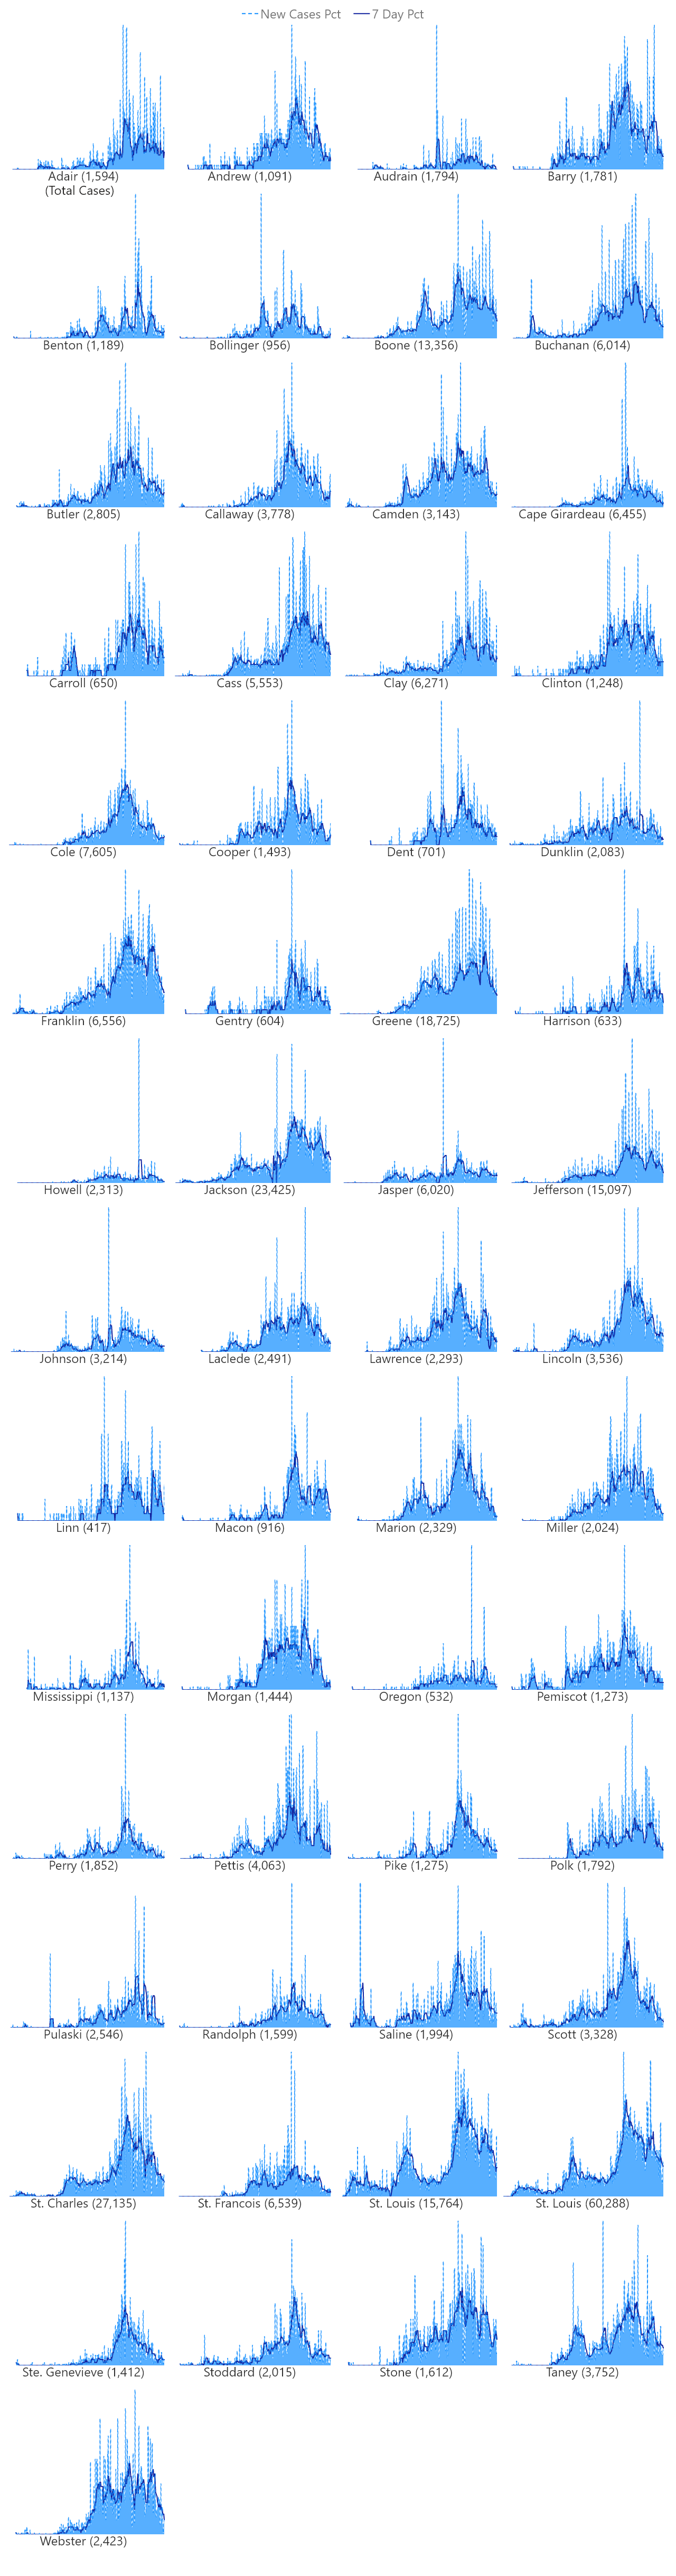 New Cases Pct 7 Day Pct
Adair (1,594) Andrew (1,091) Audrain (1,794) Barry (1,781)
(Total Cases)
Benton (1,189) Bollinger (956) Boone (13,356) Buchanan (6,014)
Butler (2,805) Callaway (3,778) Camden (3,143) Cape Girardeau (6,455)
Carroll (650) Cass (5,553) Clay (6,271) Clinton (1,248)
Cole (7,605) Cooper (1,493) Dent (701) Dunklin (2,083)
Franklin (6,556) Gentry (604) Greene (18,725) Harrison (633)
Howell (2,313) Jackson (23,425) Jasper (6,020) Jefferson (15,097)
Johnson (3,214) Laclede (2,491) Lawrence (2,293) Lincoln (3,536)
Linn (417) Macon (916) Marion (2,329) Miller (2,024)
Mississippi (1,137) Morgan (1,444) Oregon (532) Pemiscot (1,273)
Perry (1,852) Pettis (4,063) Pike (1,275) Polk (1,792)
Pulaski (2,546) Randolph (1,599) Saline (1,994) Scott (3,328)
St. Charles (27,135) St. Francois (6,539) St. Louis (15,764) St. Louis (60,288)
Ste. Genevieve (1,412) Stoddard (2,015) Stone (1,612) Taney (3,752)
Webster (2,423)